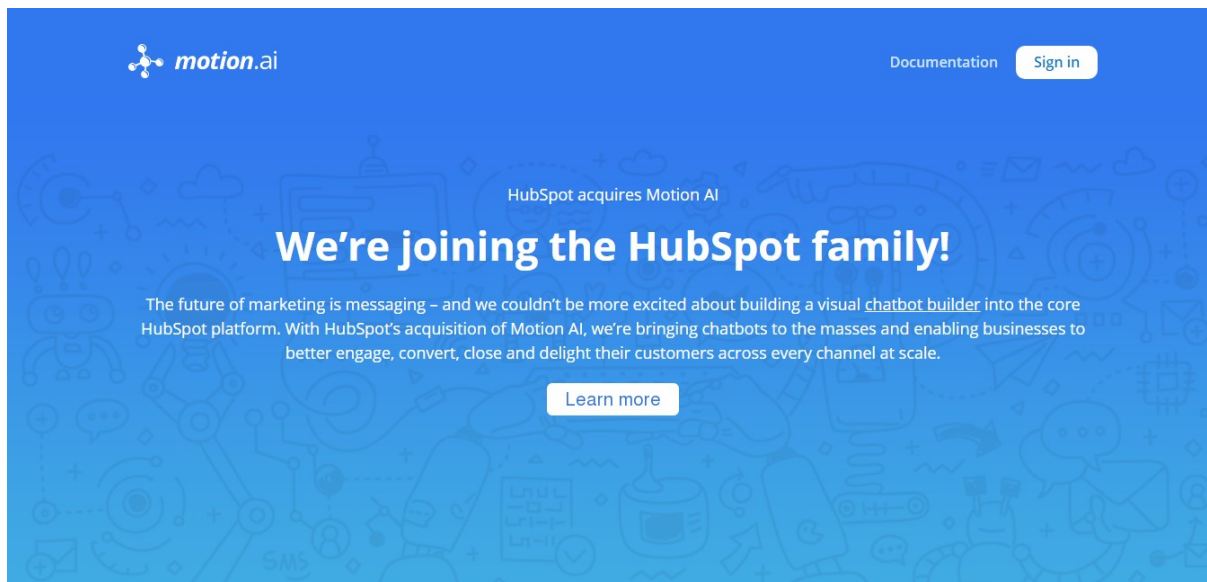 motion.ai
Documentation
Sign in
HubSpot acquires Motion AI
We're joining the HubSpot family!
The future of marketing is messaging – and we couldn't be more excited about building a visual chatbot builder into the core
HubSpot platform. With HubSpot's acquisition of Motion AI, we're bringing chatbots to the masses and enabling businesses to
better engage, convert, close and delight their customers across every channel at scale.
Learn more
SMS